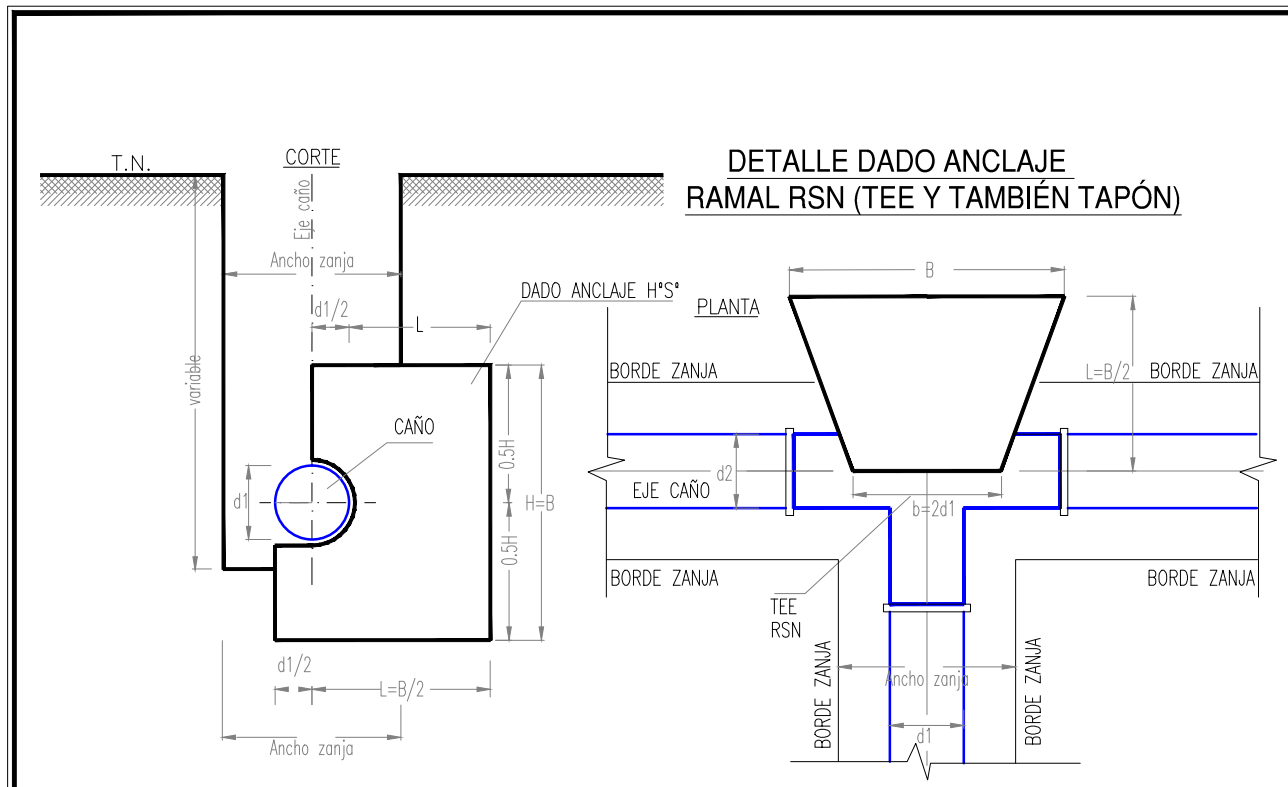 T.N.
CORTE
Eje caño
Ancho zanja
d1/2
L
DADO ANCLAJE HºSº
variable
CAÑO
d1
0.5H
H=B
0.5H
d1/2
L=B/2
Ancho zanja
DETALLE DADO ANCLAJE
RAMAL RSN (TEE Y TAMBIÉN TAPÓN)
B
PLANTA
L=B/2
BORDE ZANJA
BORDE ZANJA
d2
EJE CAÑO
b=2d1
BORDE ZANJA
BORDE ZANJA
TEE
RSN
BORDE ZANJA
Ancho zanja
BORDE ZANJA
d1